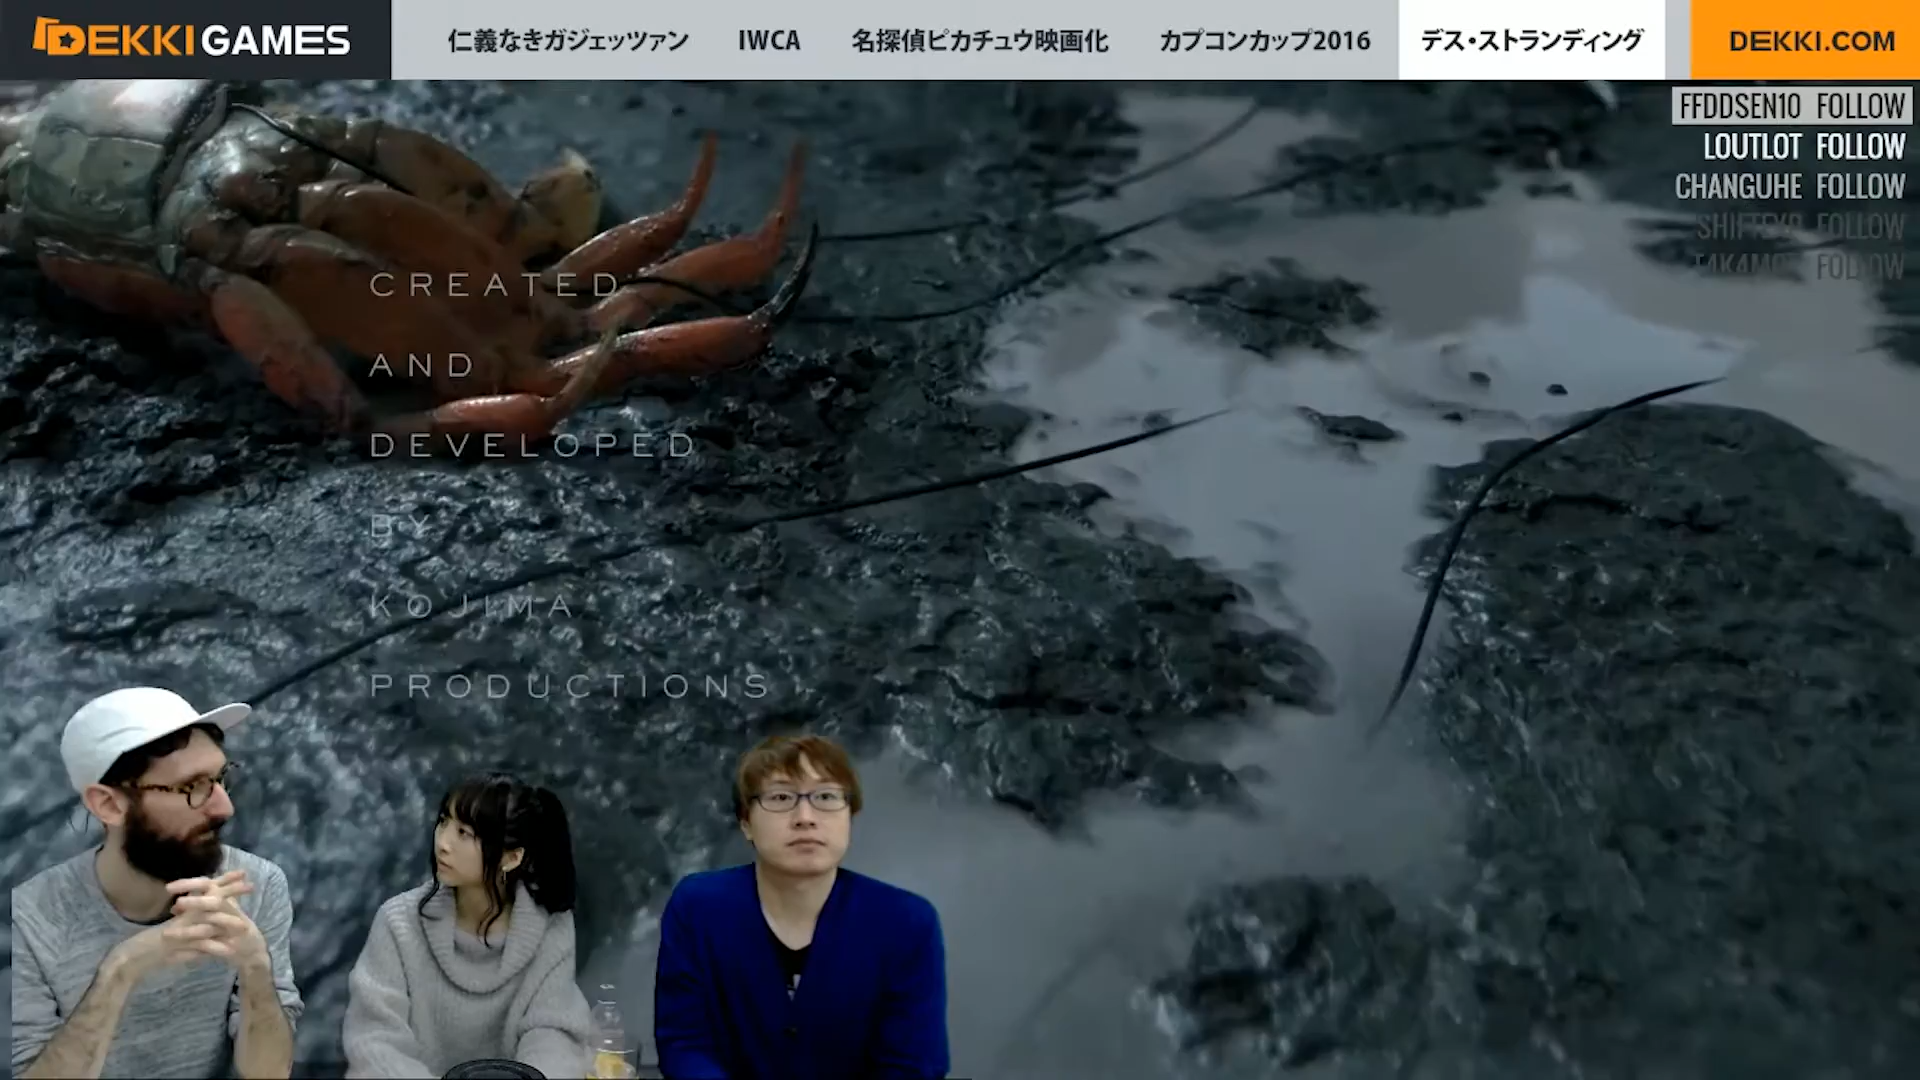 DEKKI GAMES
仁義なきガジェッツァン
IWCA
名探偵ピカチュウ映画化
カプコンカップ2016
デス・ストランディング
DEKKI.COM
FFDDSEN10 FOLLOW
LOUTLOT FOLLOW
CHANGUHE FOLLOW
FOLLOW
FOLLOW
CREATED
AND
DEVELOPED
BY
KOJIMA
PRODUCTIONS